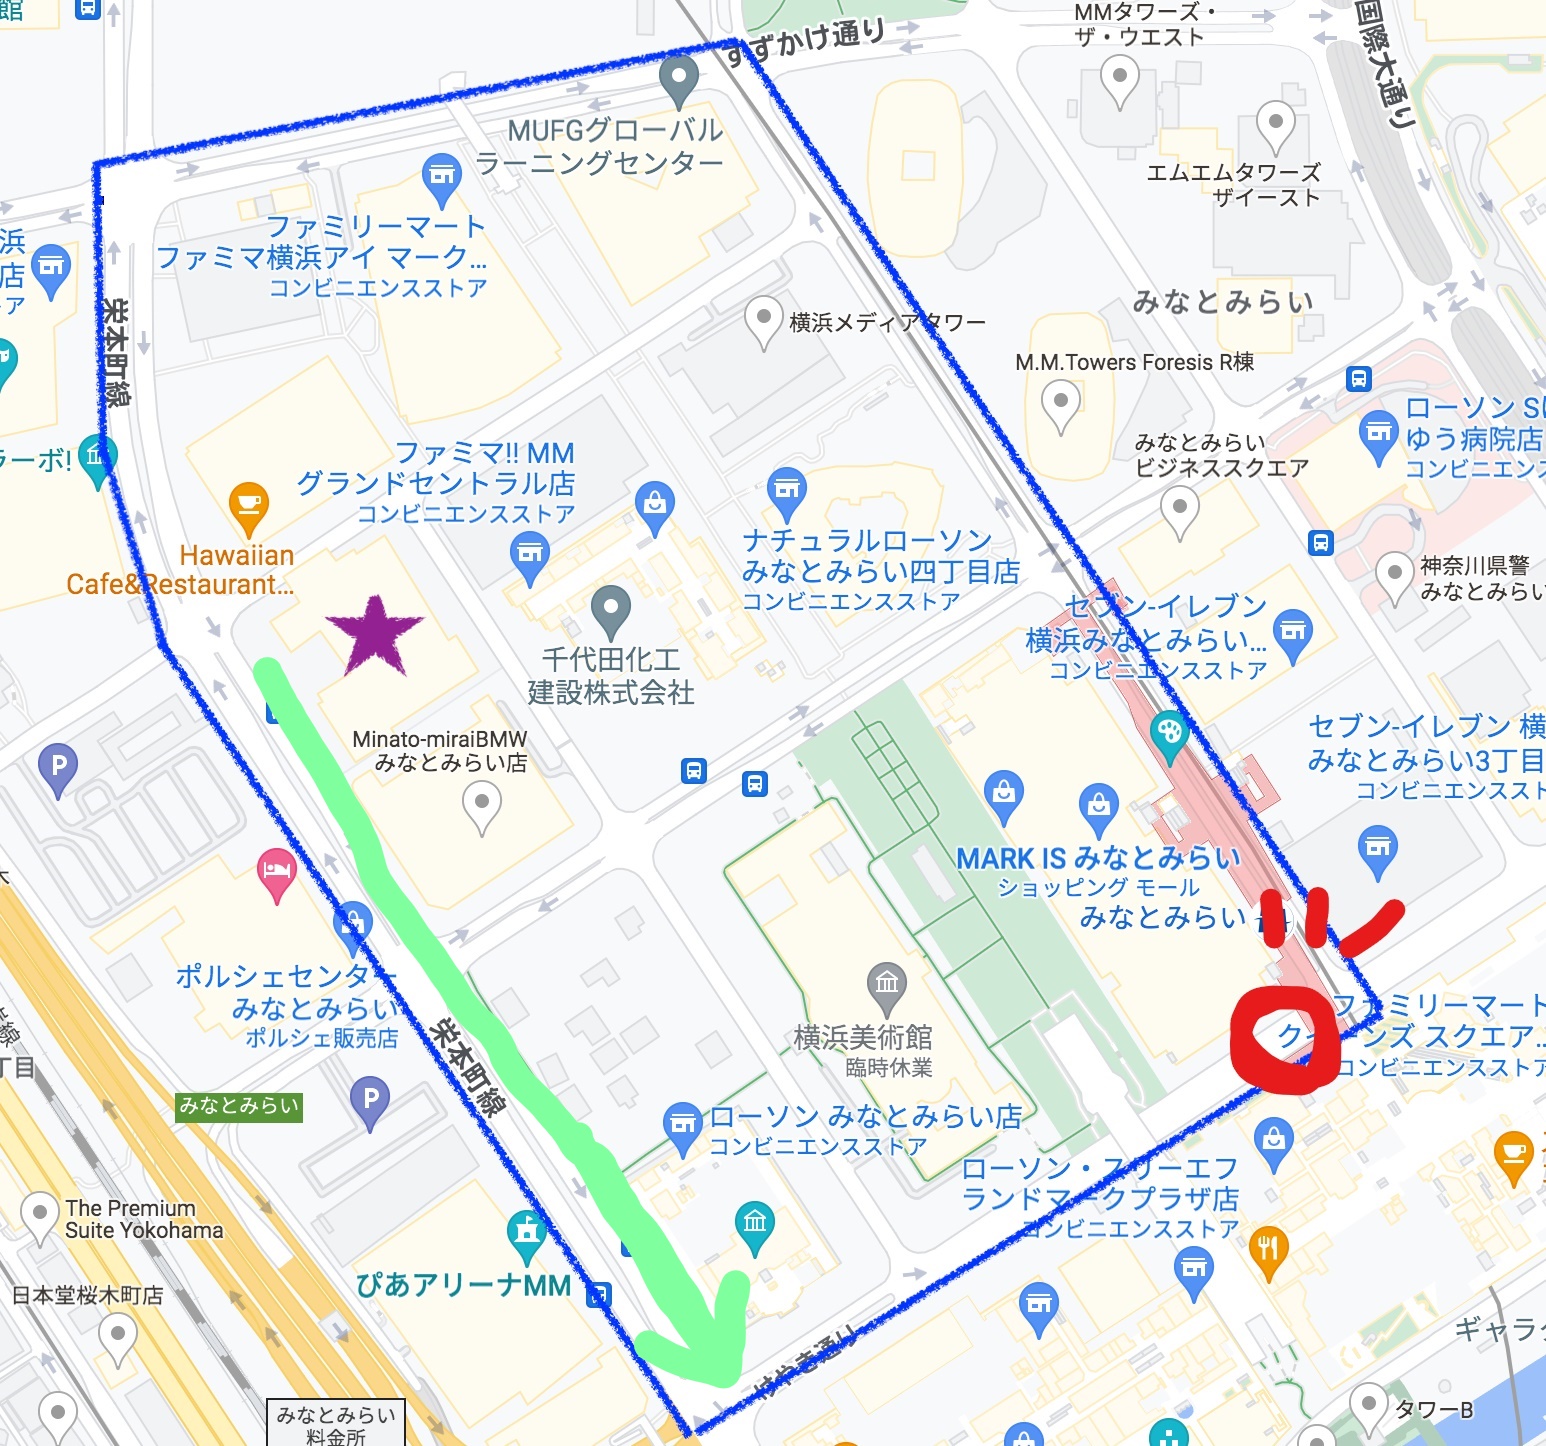 館
MMタワーズ・
ザ・ウエスト
国際大通り
すずかけ通り
MUFGグローバル
ラーニングセンター
エムエムタワーズ
ザイースト
ファミリーマート
ファミマ横浜アイ マーク...
コンビニエンスストア
浜
店
ア
栄本町線
横浜メディアタワー
みなとみらい
M.M.Towers Foresis R棟
ローソン
ゆう病院店
コンビニエンス
みなとみらい
ビジネススクエア
ラーボ!
ファミマ!! MM
グランドセントラル店
コンビニエンスストア
Hawaiian
Cafe&Restaurant...
ナチュラルローソン
みなとみらい四丁目店
コンビニエンスストア
神奈川県警
みなとみらい
セブン-イレブン
横浜みなとみらい...
コンビニエンスストア
千代田化工
建設株式会社
Minato-miraiBMW
みなとみらい店
セブン-イレブン 横
みなとみらい3丁目
コンビニエンススト
P
MARK IS みなとみらい
ショッピング モール
みなとみらい
ポルシェセンター
みなとみらい
ポルシェ販売店
横浜美術館
臨時休業
ファミリーマート
クイーンズ スクエア...
コンビニエンスストア
栄本町線
丁目
みなとみらい
P
ローソン みなとみらい店
コンビニエンスストア
ローソン・スリーエフ
ランドマークプラザ店
コンビニエンスストア
The Premium
Suite Yokohama
ぴあアリーナMM
日本堂桜木町店
けやき通り
ギャラク
みなとみらい
料金所
タワーB